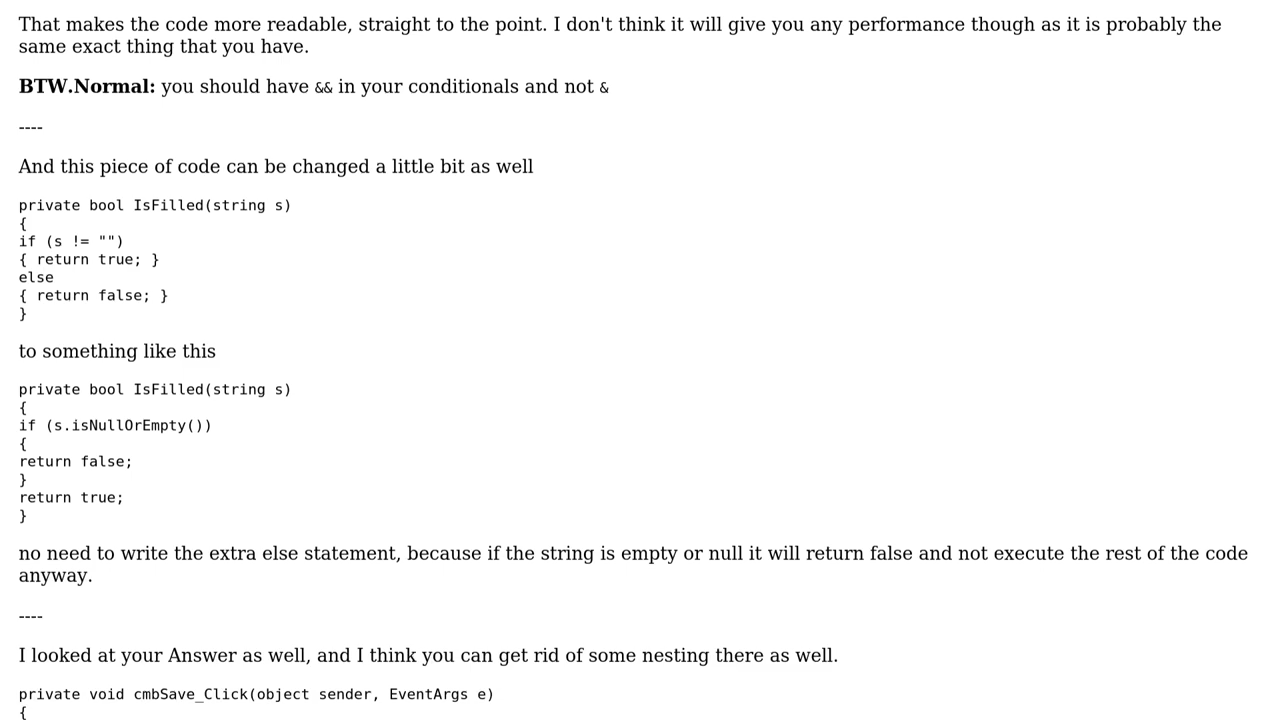 That makes the code more readable, straight to the point. I don't think it will give you any performance though as it is probably the
same exact thing that you have.
BTW.Normal: you should have && in your conditionals and not &
----
And this piece of code can be changed a little bit as well
private bool IsFilled(string s)
{
if (s != "")
{ return true; }
else
{ return false; }
}
to something like this
private bool IsFilled(string s)
{
if (s.isNullOrEmpty())
{
return false;
}
return true;
}
no need to write the extra else statement, because if the string is empty or null it will return false and not execute the rest of the code
anyway.
----
I looked at your Answer as well, and I think you can get rid of some nesting there as well.
private void cmbSave_Click(object sender, EventArgs e)
{